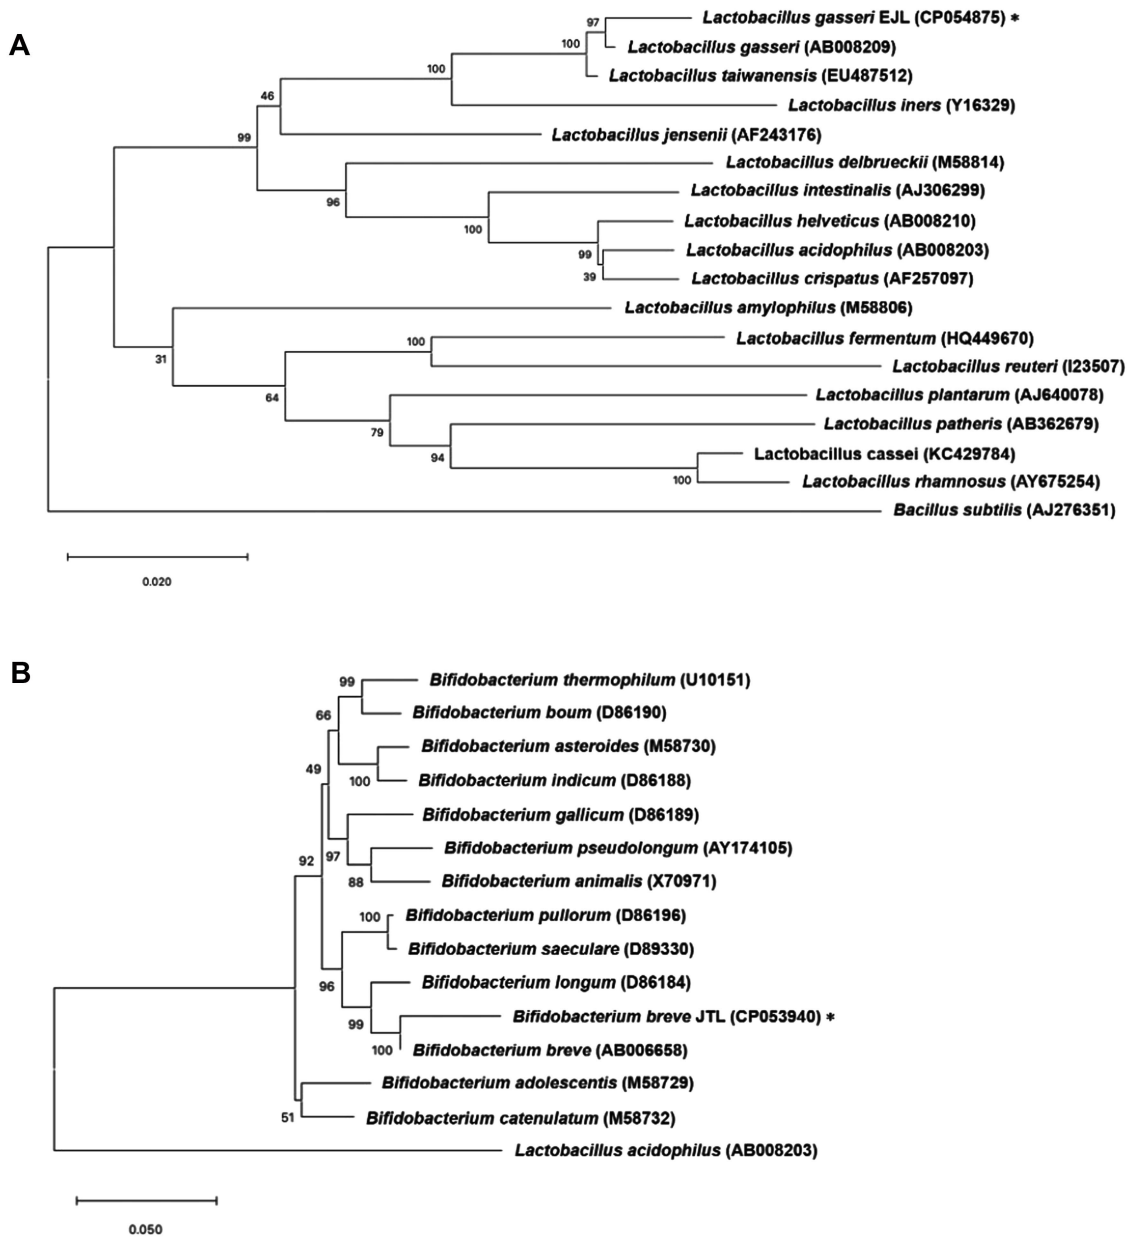 A
97
Lactobacillus gasseri EJL (CP054875) *
100
Lactobacillus gasseri (AB008209)
100
Lactobacillus taiwanensis (EU487512)
46
Lactobacillus iners (Y16329)
99
Lactobacillus jensenii (AF243176)
Lactobacillus delbrueckii (M58814)
96
Lactobacillus intestinalis (AJ306299)
100
Lactobacillus helveticus (AB008210)
99
Lactobacillus acidophilus (AB008203)
39
Lactobacillus crispatus (AF257097)
Lactobacillus amylophilus (M58806)
31
100
Lactobacillus fermentum (HQ449670)
Lactobacillus reuteri (I23507)
64
Lactobacillus plantarum (AJ640078)
79
Lactobacillus patheris (AB362679)
94
Lactobacillus cassei (KC429784)
100
Lactobacillus rhamnosus (AY675254)
Bacillus subtilis (AJ276351)
0.020
B
99
Bifidobacterium thermophilum (U10151)
66
Bifidobacterium boum (D86190)
49
Bifidobacterium asteroides (M58730)
100
Bifidobacterium indicum (D86188)
Bifidobacterium gallicum (D86189)
92
97
Bifidobacterium pseudolongum (AY174105)
88
Bifidobacterium animalis (X70971)
100
Bifidobacterium pullorum (D86196)
Bifidobacterium saeculare (D89330)
96
Bifidobacterium longum (D86184)
99
Bifidobacterium breve JTL (CP053940) *
100
Bifidobacterium breve (AB006658)
Bifidobacterium adolescentis (M58729)
51
Bifidobacterium catenulatum (M58732)
Lactobacillus acidophilus (AB008203)
0.050